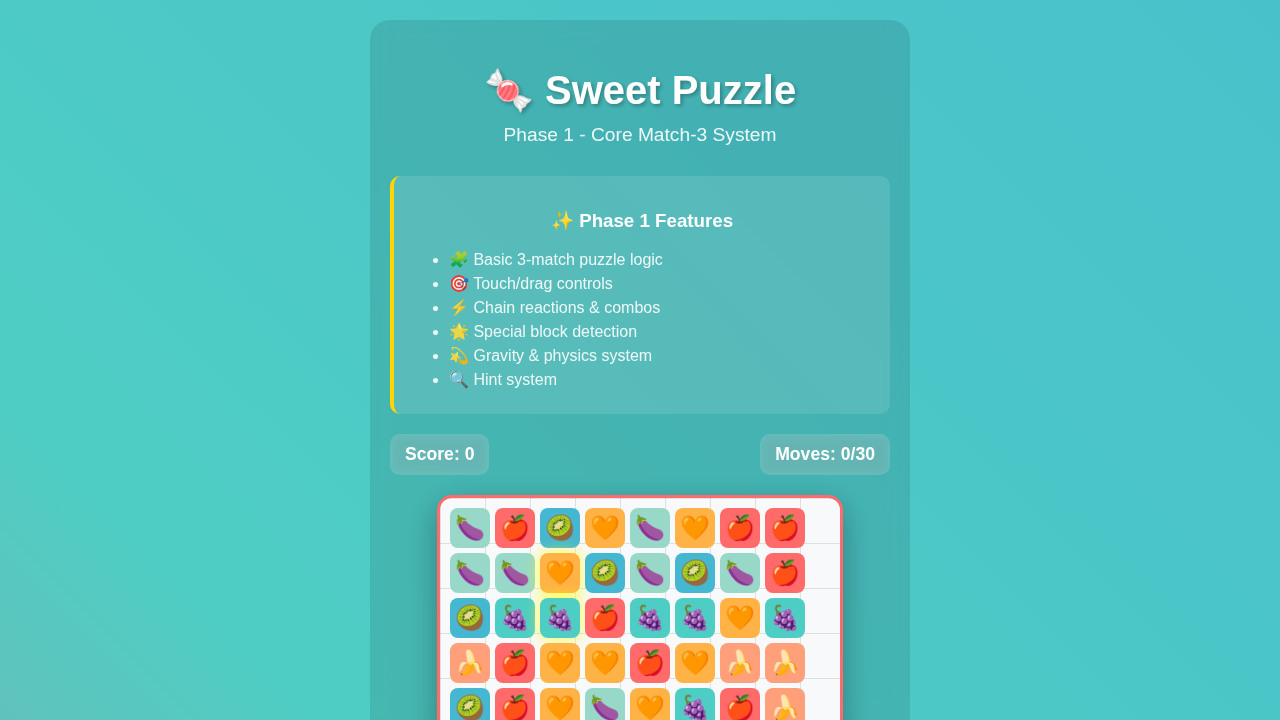 🍬 Sweet Puzzle
Phase 1 - Core Match-3 System
✨ Phase 1 Features
• 🧩 Basic 3-match puzzle logic
• 🎯 Touch/drag controls
• ⚡ Chain reactions & combos
• 🌟 Special block detection
• 💫 Gravity & physics system
• 🔍 Hint system
Score: 0
Moves: 0/30